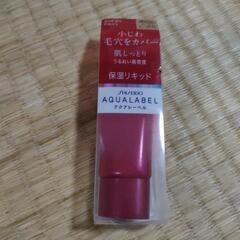 小じわ
毛穴をカバー
肌しっとり
うるおい高密度
保湿リキッド
SHISEIDO
AQUALABEL
アクアレーベル